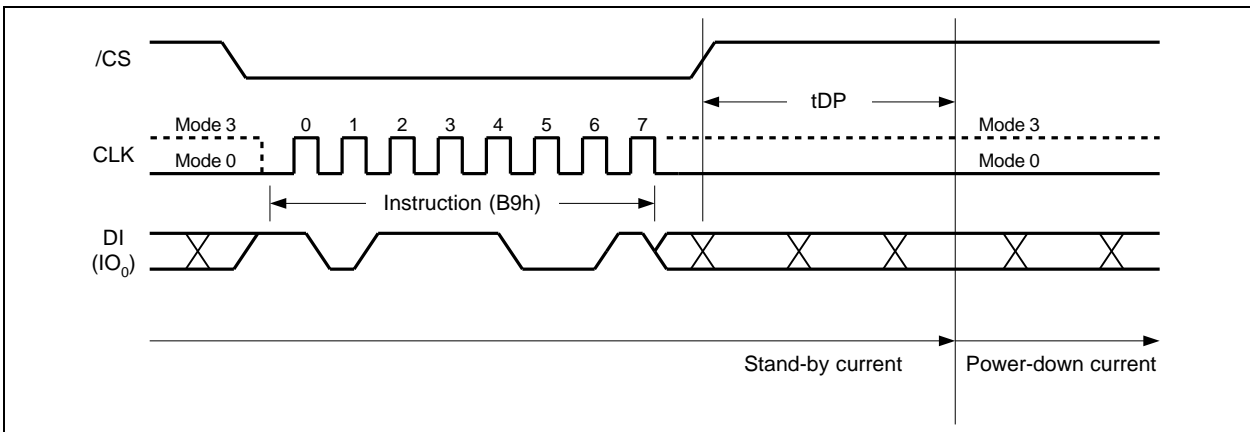 /CS
tDP
Mode 3
0 1 2 3 4 5 6 7
Mode 3
CLK
Mode 0
Mode 0
Instruction (B9h)
DI
(IO₀)
Stand-by current
Power-down current